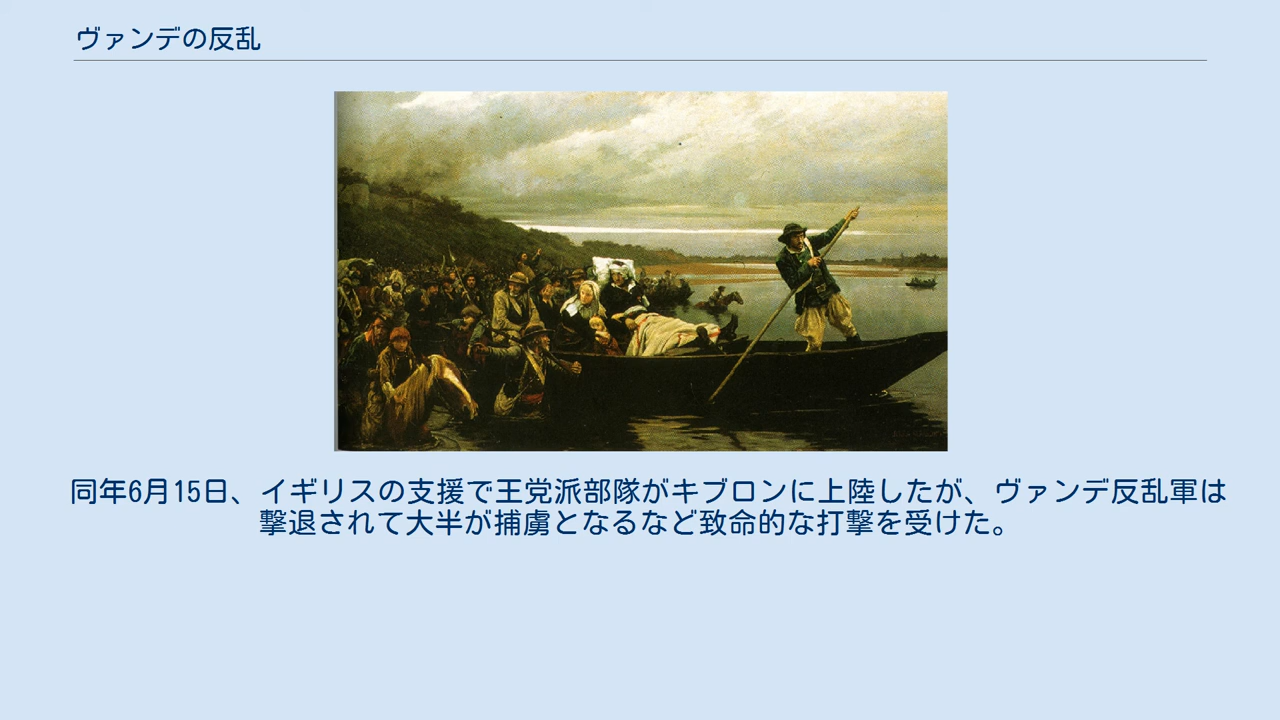 ヴァンデの反乱
同年6月15日、イギリスの支援で王党派部隊がキブロンに上陸したが、ヴァンデ反乱軍は
撃退されて大半が捕虜となるなど致命的な打撃を受けた。